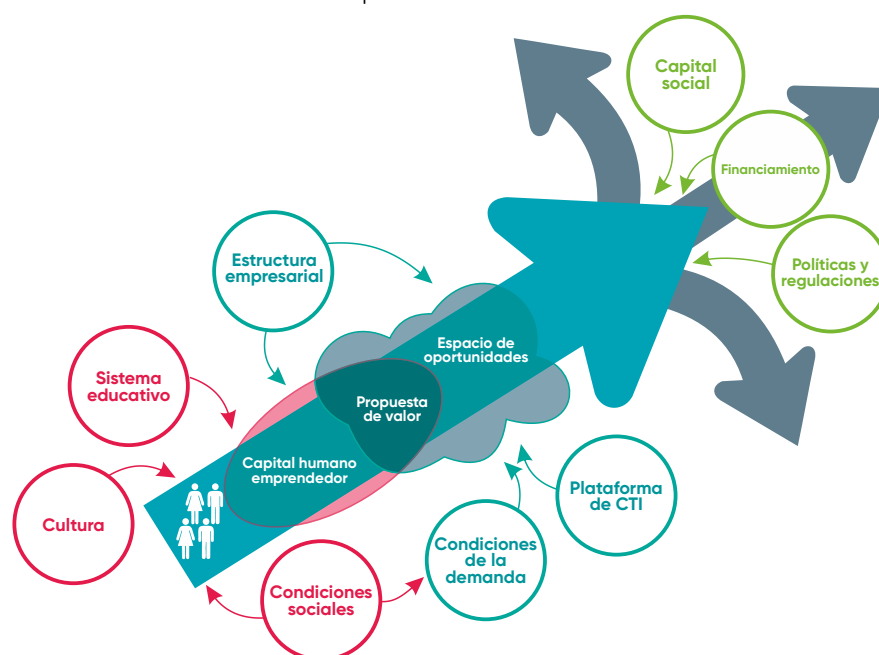 Capital
social
Financiamiento
Políticas y
regulaciones
Estructura
empresarial
Espacio de
oportunidades
Propuesta
de valor
Sistema
educativo
Capital humano
emprendedor
Cultura
Plataforma
de CTI
Condiciones
de la
demanda
Condiciones
sociales